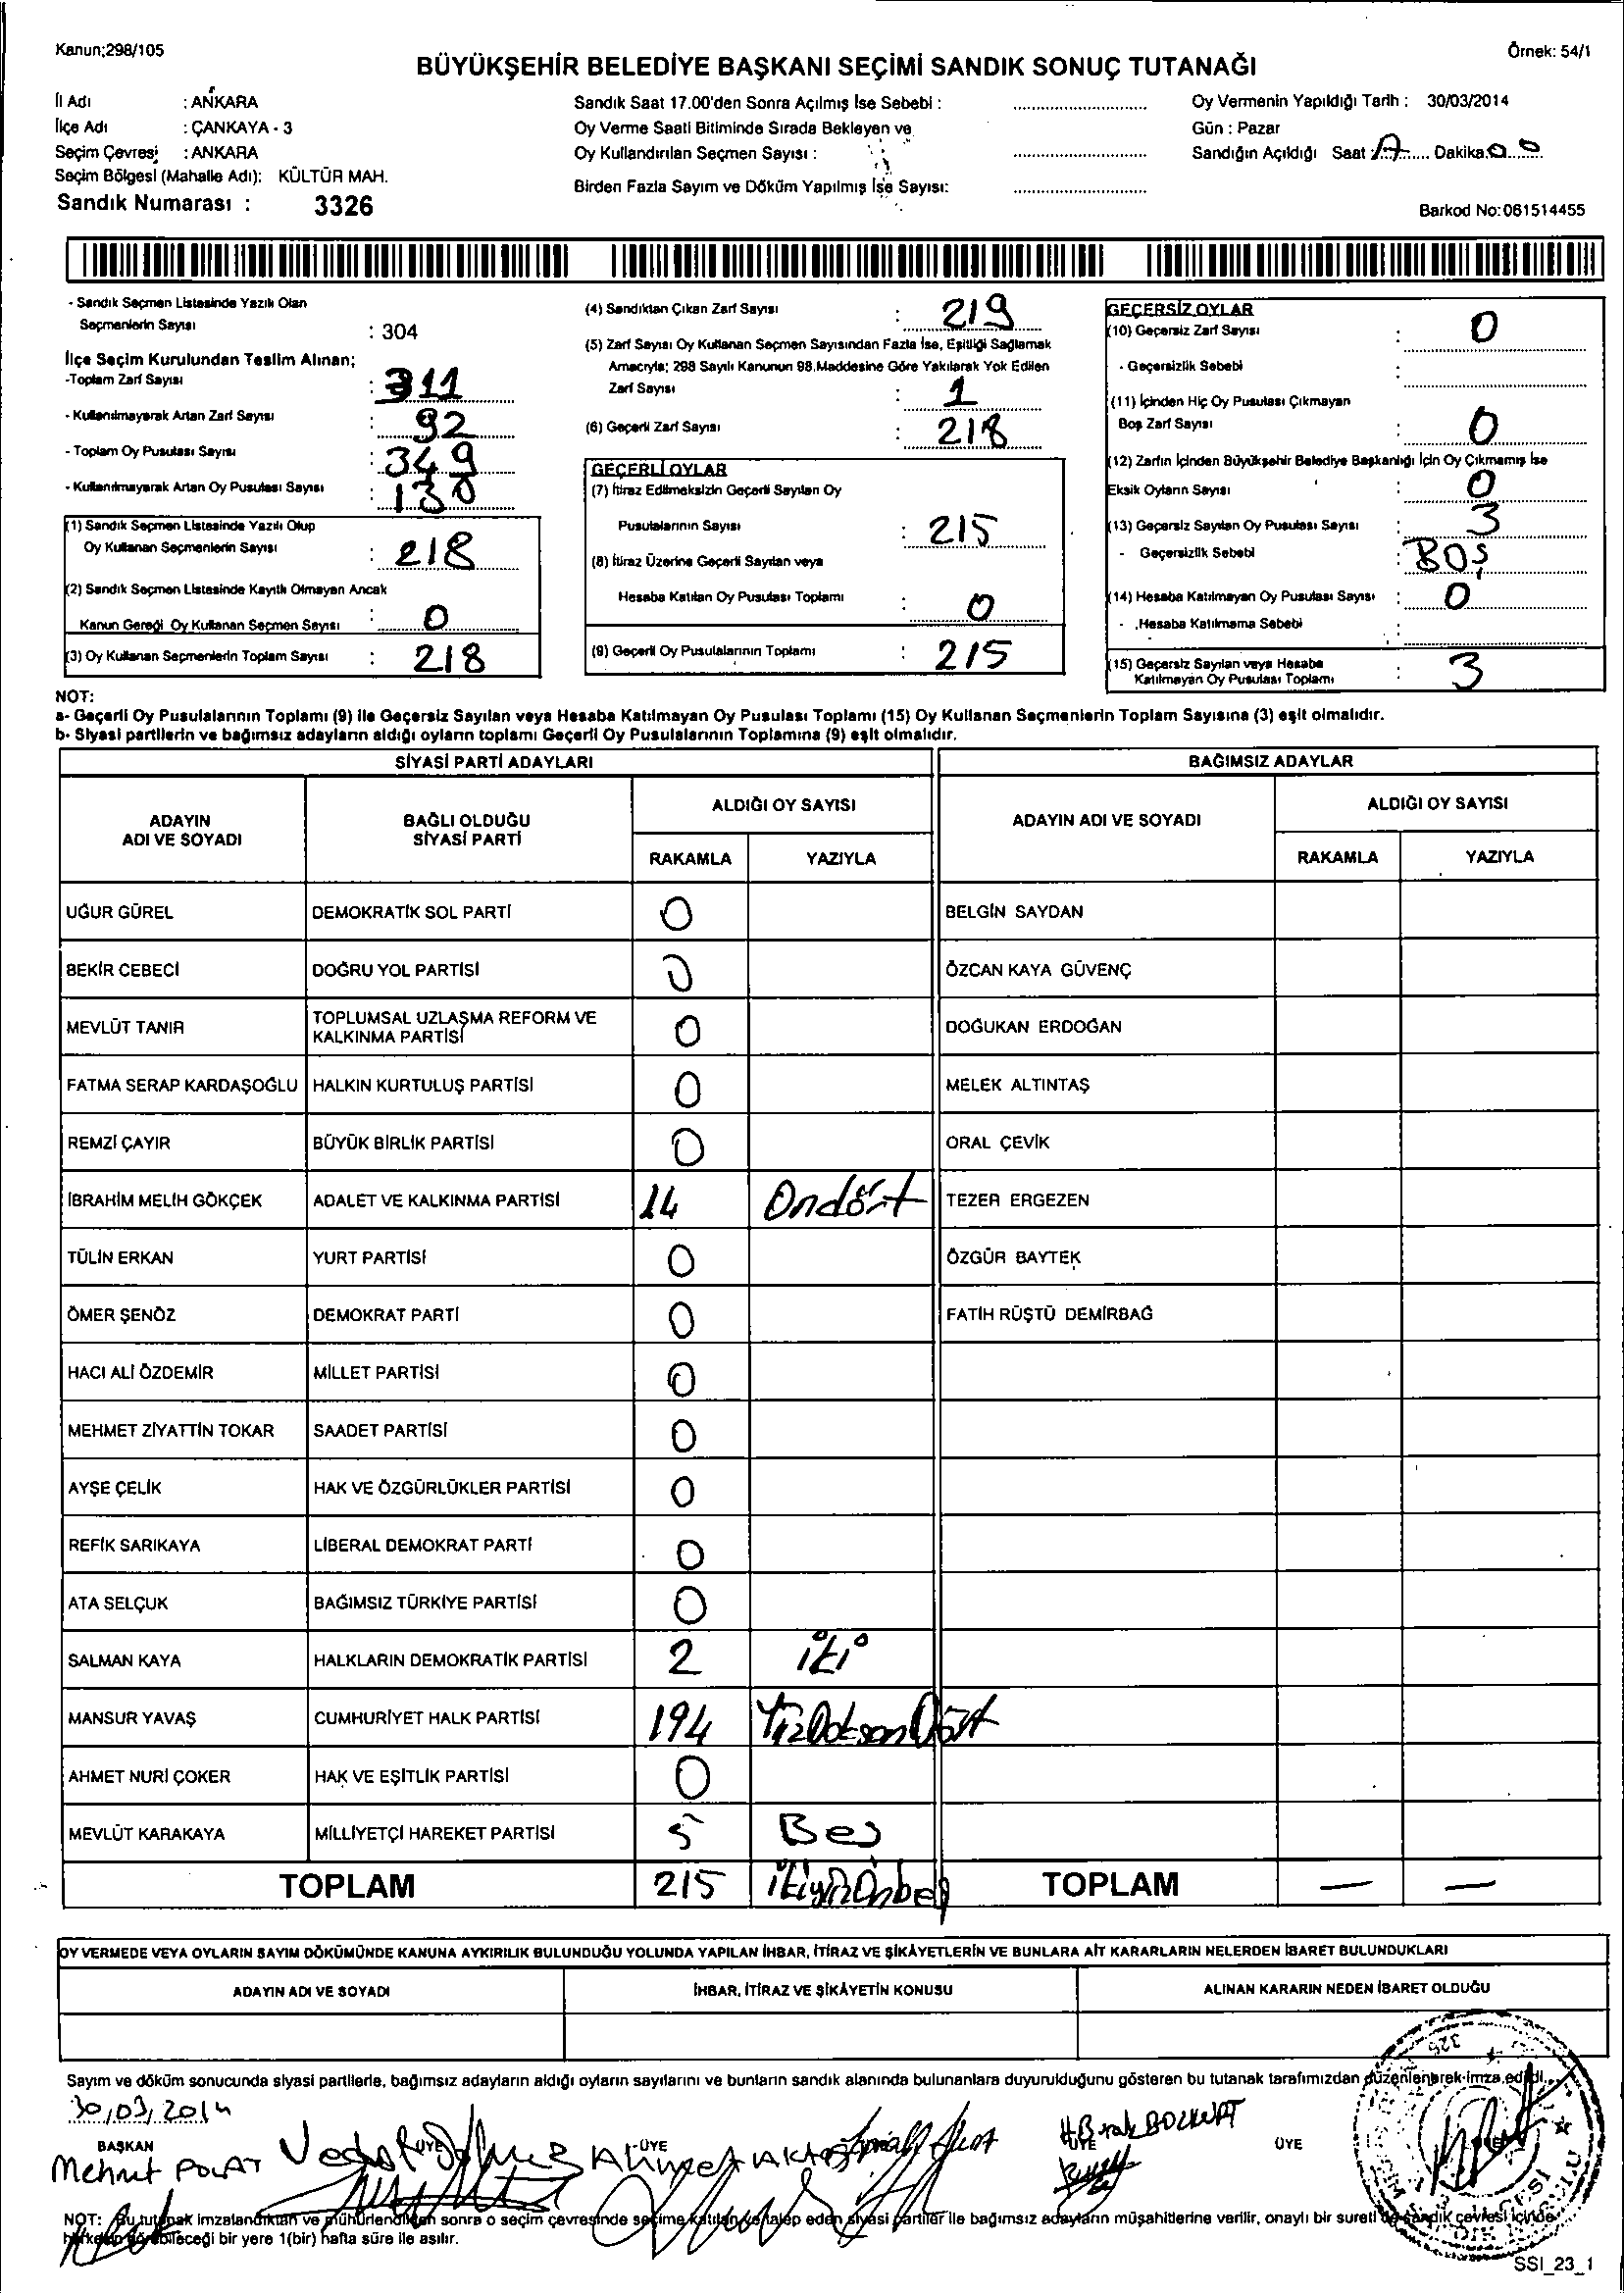 Kanun;298/105
Örnek: 54/1
BÜYÜKŞEHİR BELEDİYE BAŞKANI SEÇİMİ SANDIK SONUÇ TUTANAĞI
İl Adı : ANKARA
İlçe Adı : ÇANKAYA - 3
Seçim Çevresi : ANKARA
Seçim Bölgesi (Mahalle Adı): KÜLTÜR MAH.
Sandık Numarası : 3326
Sandık Saat 17.00'den Sonra Açılmış İse Sebebi :
Oy Verme Saati Bitiminde Sırada Bekleyen ve
Oy Kullandırılan Seçmen Sayısı :
Birden Fazla Sayım ve Döküm Yapılmış İse Sayısı:
Oy Vermenin Yapıldığı Tarih : 30/03/2014
Gün : Pazar
Sandığın Açıldığı Saat : Dakika 00
Barkod No:061514455
- Sandık Seçmen Listesinde Yazılı Olan
Seçmenlerin Sayısı : 304
İlçe Seçim Kurulundan Teslim Alınan;
-Toplam Zarf Sayısı : 311
- Kullanılmayarak Artan Zarf Sayısı : 92
- Toplam Oy Pusulası Sayısı : 349
- Kullanılmayarak Artan Oy Pusulası Sayısı : 130
(1) Sandık Seçmen Listesinde Yazılı Olup
Oy Kullanan Seçmenlerin Sayısı : 218
(2) Sandık Seçmen Listesinde Kayıtlı Olmayan Ancak
Kanun Gereği Oy Kullanan Seçmen Sayısı : 0
(3) Oy Kullanan Seçmenlerin Toplam Sayısı : 218
(4) Sandıktan Çıkan Zarf Sayısı : 219
(5) Zarf Sayısı Oy Kullanan Seçmen Sayısından Fazla İse, Eşitliği Sağlamak
Amacıyla; 298 Sayılı Kanunun 98.Maddesine Göre Yakılarak Yok Edilen
Zarf Sayısı : 1
(6) Geçerli Zarf Sayısı : 218
GEÇERLİ OYLAR
(7) İtiraz Edilmeksizin Geçerli Sayılan Oy
Pusulalarının Sayısı : 215
(8) İtiraz Üzerine Geçerli Sayılan veya
Hesaba Katılan Oy Pusulası Toplamı : 0
(9) Geçerli Oy Pusulalarının Toplamı : 215
GEÇERSİZ OYLAR
(10) Geçersiz Zarf Sayısı : 0
- Geçersizlik Sebebi :
(11) İçinden Hiç Oy Pusulası Çıkmayan
Boş Zarf Sayısı : 0
(12) Zarfın İçinden Büyükşehir Belediye Başkanlığı İçin Oy Çıkmamış İse
Eksik Oyların Sayısı : 0
(13) Geçersiz Sayılan Oy Pusulası Sayısı : 3
- Geçersizlik Sebebi : BOŞ
(14) Hesaba Katılmayan Oy Pusulası Sayısı : 0
- Hesaba Katılmama Sebebi :
(15) Geçersiz Sayılan veya Hesaba
Katılmayan Oy Pusulası Toplamı : 3
NOT:
a- Geçerli Oy Pusulalarının Toplamı (9) ile Geçersiz Sayılan veya Hesaba Katılmayan Oy Pusulası Toplamı (15) Oy Kullanan Seçmenlerin Toplam Sayısına (3) eşit olmalıdır.
b- Siyasi partilerin ve bağımsız adayların aldığı oyların toplamı Geçerli Oy Pusulalarının Toplamına (9) eşit olmalıdır.
SİYASİ PARTİ ADAYLARI BAĞIMSIZ ADAYLAR
ADAYIN ADI VE SOYADI BAĞLI OLDUĞU SİYASİ PARTİ ALDIĞI OY SAYISI ADAYIN ADI VE SOYADI ALDIĞI OY SAYISI
RAKAMLA YAZIYLA RAKAMLA YAZIYLA
UĞUR GÜREL DEMOKRATİK SOL PARTİ 0 BELGİN SAYDAN
BEKİR CEBECİ DOĞRU YOL PARTİSİ 0 ÖZCAN KAYA GÜVENÇ
MEVLÜT TANIR TOPLUMSAL UZLAŞMA REFORM VE KALKINMA PARTİSİ 0 DOĞUKAN ERDOĞAN
FATMA SERAP KARDAŞOĞLU HALKIN KURTULUŞ PARTİSİ 0 MELEK ALTINTAŞ
REMZİ ÇAYIR BÜYÜK BİRLİK PARTİSİ 0 ORAL ÇEVİK
İBRAHİM MELİH GÖKÇEK ADALET VE KALKINMA PARTİSİ 14 Ondört TEZER ERGEZEN
TÜLİN ERKAN YURT PARTİSİ 0 ÖZGÜR BAYTEK
ÖMER ŞENÖZ DEMOKRAT PARTİ 0 FATİH RÜŞTÜ DEMİRBAĞ
HACI ALİ ÖZDEMİR MİLLET PARTİSİ 0
MEHMET ZİYATTİN TOKAR SAADET PARTİSİ 0
AYŞE ÇELİK HAK VE ÖZGÜRLÜKLER PARTİSİ 0
REFİK SARIKAYA LİBERAL DEMOKRAT PARTİ 0
ATA SELÇUK BAĞIMSIZ TÜRKİYE PARTİSİ 0
SALMAN KAYA HALKLARIN DEMOKRATİK PARTİSİ 2 iki
MANSUR YAVAŞ CUMHURİYET HALK PARTİSİ 194 YüzDoksanDört
AHMET NURİ ÇOKER HAK VE EŞİTLİK PARTİSİ 0
MEVLÜT KARAKAYA MİLLİYETÇİ HAREKET PARTİSİ 5 Beş
TOPLAM 215 ikiyüzOnbeş TOPLAM — —
OY VERMEDE VEYA OYLARIN SAYIM DÖKÜMÜNDE KANUNA AYKIRILIK BULUNDUĞU YOLUNDA YAPILAN İHBAR, İTİRAZ VE ŞİKÂYETLERİN VE BUNLARA AİT KARARLARIN NELERDEN İBARET BULUNDUKLARI
ADAYIN ADI VE SOYADI İHBAR, İTİRAZ VE ŞİKÂYETİN KONUSU ALINAN KARARIN NEDEN İBARET OLDUĞU
Sayım ve döküm sonucunda siyasi partilerle, bağımsız adayların aldığı oyların sayılarını ve bunların sandık alanında bulunanlara duyurulduğunu gösteren bu tutanak tarafımızdan düzenlenerek imza edildi.
30/03/2014
BAŞKAN ÜYE ÜYE ÜYE ÜYE
Mehmet POLAT Ahmet H.Burak BOZKURT
NOT: Bu tutanak imzalandıktan ve mühürlendikten sonra o seçim çevresinde seçime katılan ve talep eden siyasi partiler ile bağımsız adayların müşahitlerine verilir, onaylı bir sureti de sandık çevresi içinde
herkesin görebileceği bir yere 1(bir) hafta süre ile asılır.
SSI_23_1